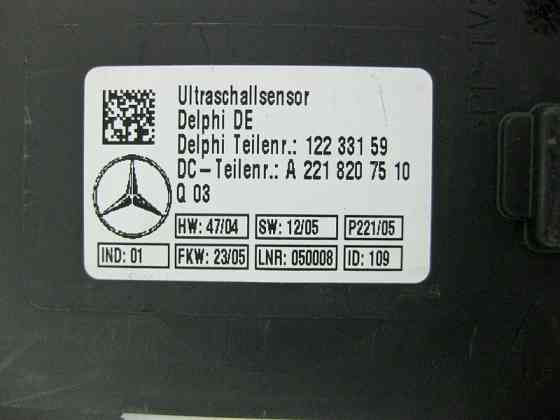 Ultraschallsensor
Delphi DE
Delphi Teilenr.: 122 331 59
DC-Teilenr.: A 221 820 75 10
Q 03
HW: 47/04 SW: 12/05 P221/05
IND: 01 FKW: 23/05 LNR: 050008 ID: 109